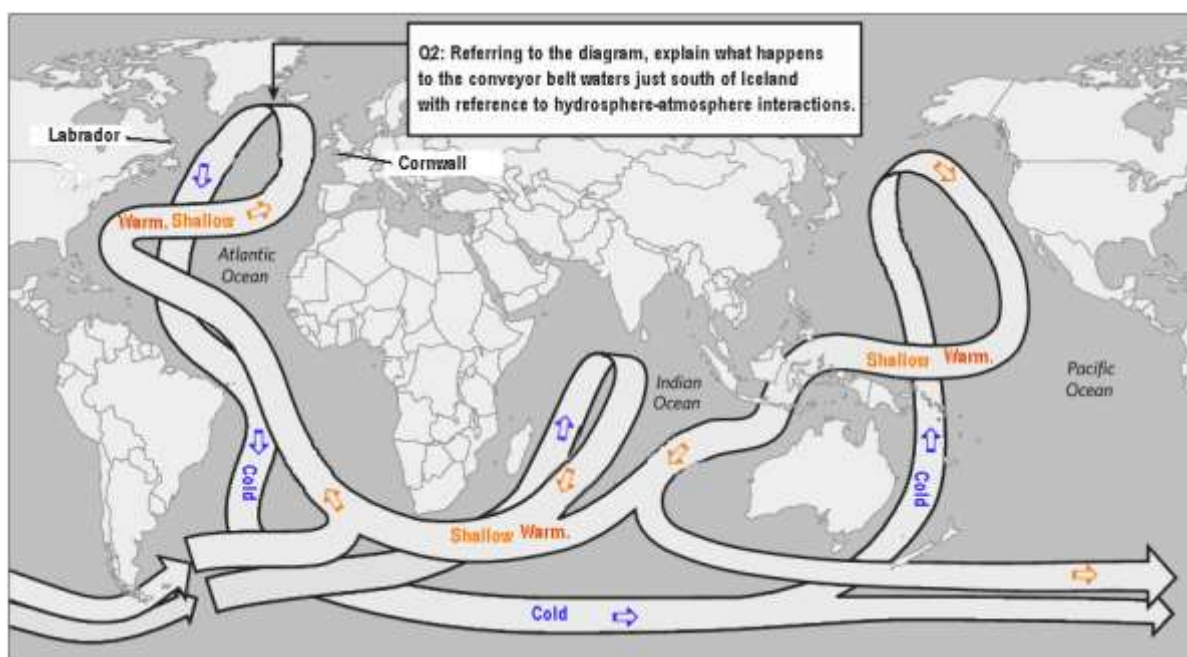 Q2: Referring to the diagram, explain what happens
to the conveyor belt waters just south of Iceland
with reference to hydrosphere-atmosphere interactions.
Labrador
Cornwall
Warm. Shallow
Atlantic
Ocean
Shallow Warm.
Pacific
Ocean
Indian
Ocean
Cold
Cold
Shallow Warm.
Cold